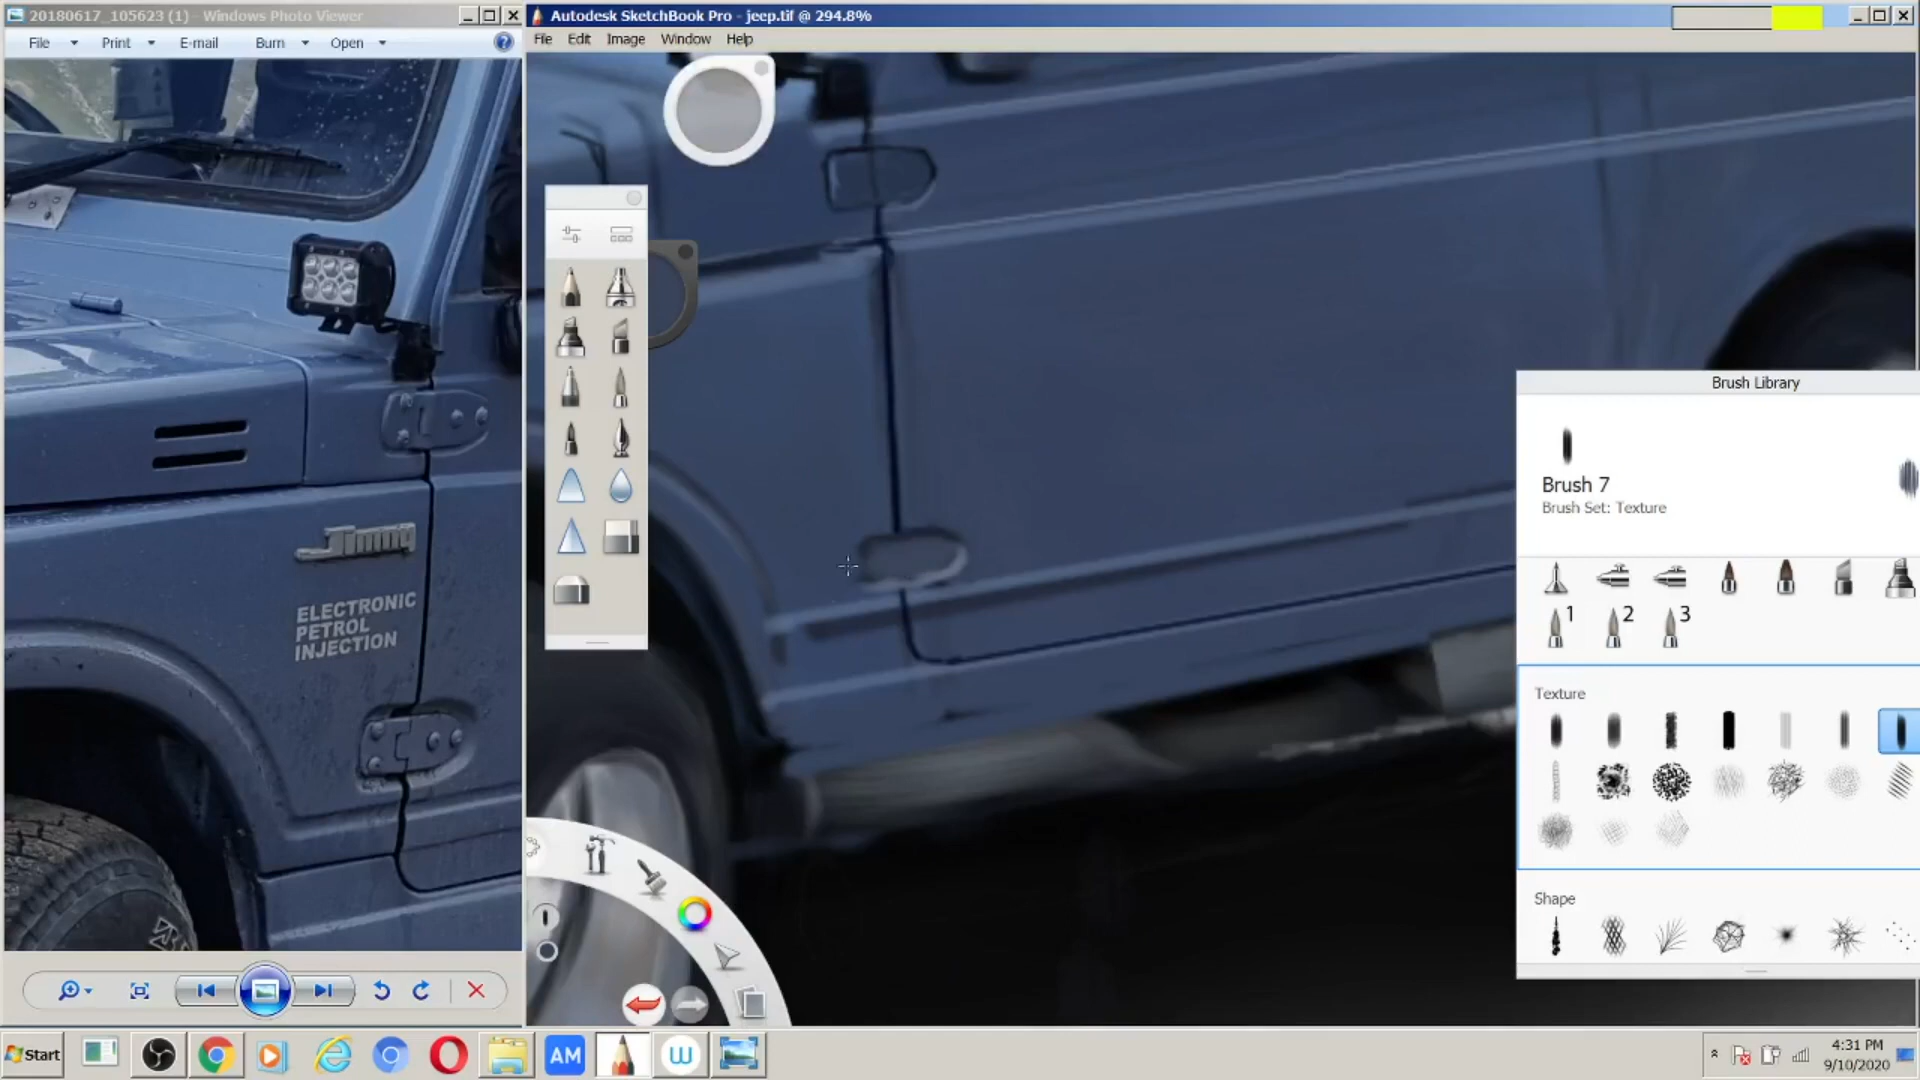 20180617_105623 (1) - Windows Photo Viewer
File
Print
E-mail
Burn
Open
Jimny
ELECTRONIC
PETROL
INJECTION
Autodesk SketchBook Pro - jeep.tif @ 294.8%
File Edit Image Window Help
Brush Library
Brush 7
Brush Set: Texture
1 2 3
Texture
Shape
Start
AM
W
4:31 PM
9/10/2020